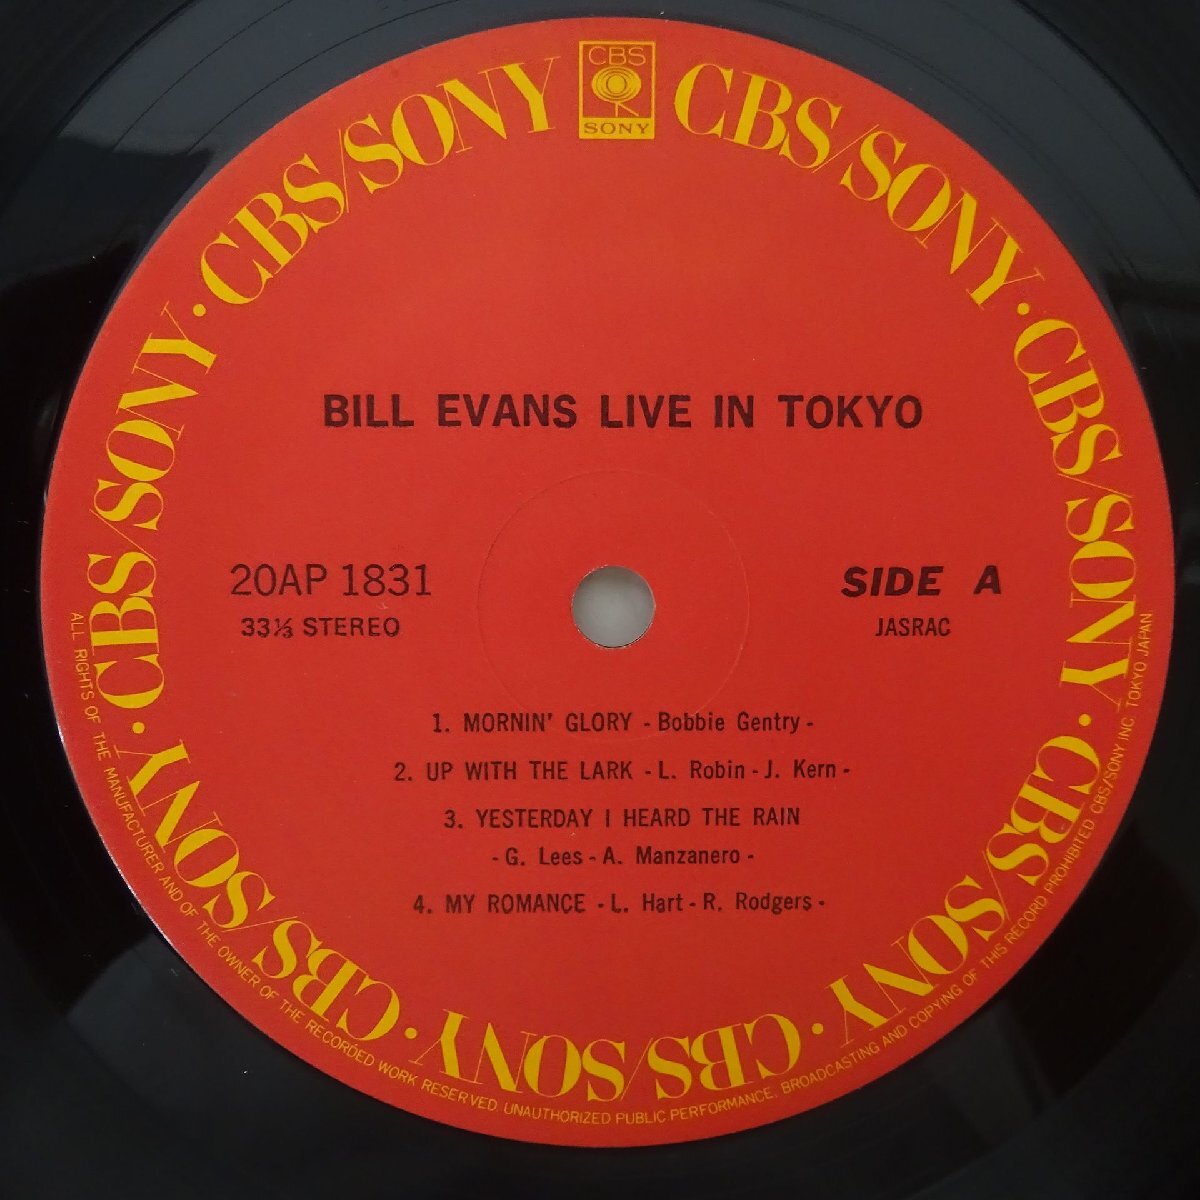 CBS
SONY
CBS/SONY · CBS/SONY · CBS/SONY · CBS/SONY · CBS/SONY · CBS/SONY · CBS/SONY
BILL EVANS LIVE IN TOKYO
20AP 1831
SIDE A
33⅓ STEREO
JASRAC
1. MORNIN' GLORY - Bobbie Gentry -
2. UP WITH THE LARK - L. Robin - J. Kern -
3. YESTERDAY I HEARD THE RAIN
- G. Lees - A. Manzanero -
4. MY ROMANCE - L. Hart - R. Rodgers -
ALL RIGHTS OF THE MANUFACTURER AND OF THE OWNER OF THE RECORDED WORK RESERVED. UNAUTHORIZED PUBLIC PERFORMANCE, BROADCASTING AND COPYING OF THIS RECORD PROHIBITED CBS/SONY INC TOKYO JAPAN